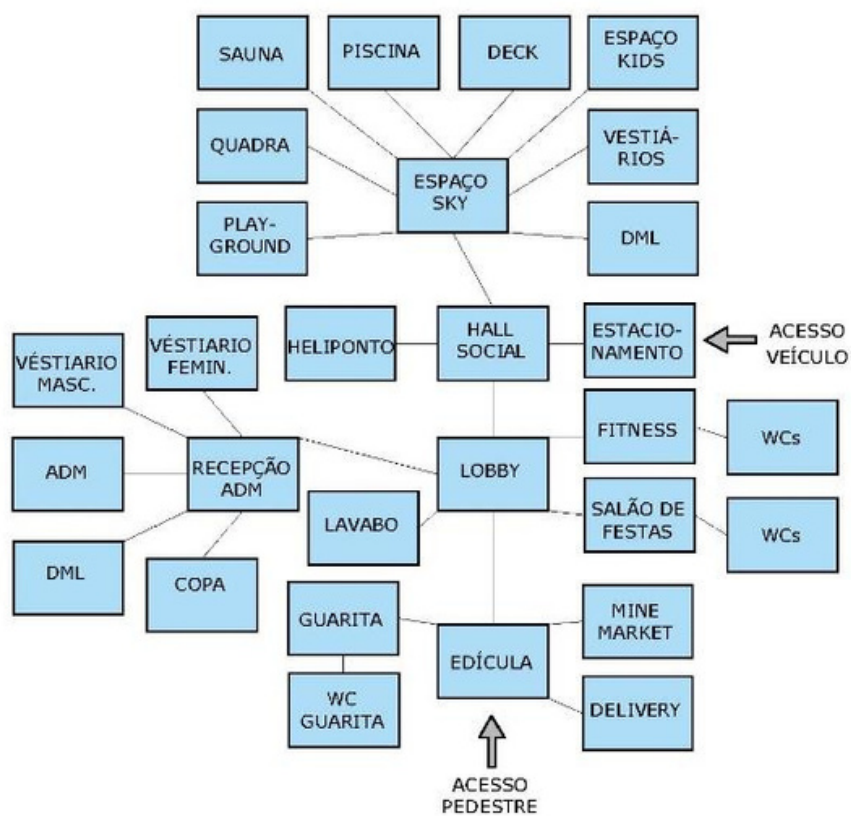 SAUNA
PISCINA
DECK
ESPAÇO
KIDS
QUADRA
VESTIÁ-
RIOS
ESPAÇO
SKY
PLAY-
GROUND
DML
HELIPONTO
HALL
SOCIAL
ESTACIO-
NAMENTO
ACESSO
VEÍCULO
VÉSTIARIO
MASC.
VÉSTIARIO
FEMIN.
FITNESS
WCs
ADM
RECEPÇÃO
ADM
LOBBY
LAVABO
SALÃO DE
FESTAS
WCs
DML
COPA
GUARITA
MINE
MARKET
EDÍCULA
WC
GUARITA
DELIVERY
ACESSO
PEDESTRE